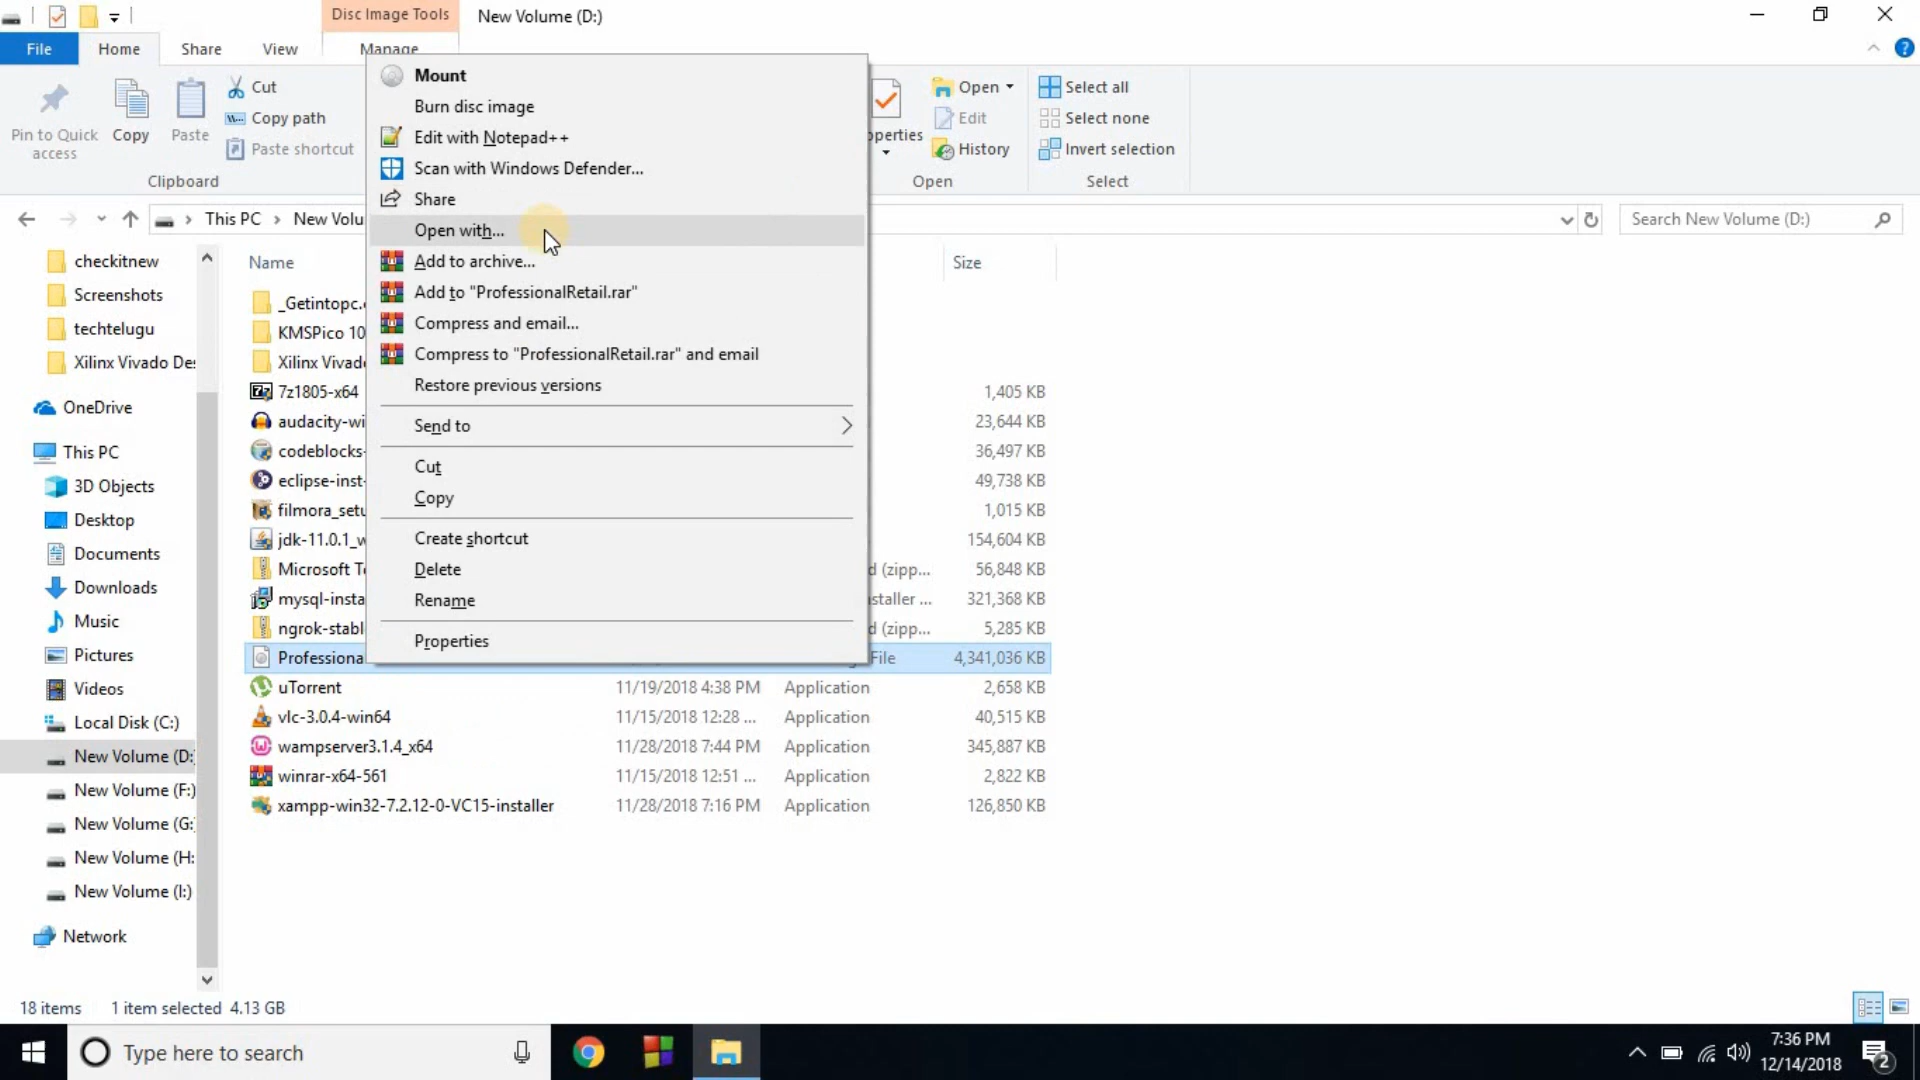 Disc Image Tools
New Volume (D:)
File
Home
Share
View
Manage
Pin to Quick
access
Copy
Paste
Cut
Copy path
Paste shortcut
Clipboard
Open
Edit
History
Open
Select all
Select none
Invert selection
Select
This PC
Search New Volume (D:)
Mount
Burn disc image
Edit with Notepad++
Scan with Windows Defender...
Share
Open with...
Add to archive...
Add to "ProfessionalRetail.rar"
Compress and email...
Compress to "ProfessionalRetail.rar" and email
Restore previous versions
Send to
Cut
Copy
Create shortcut
Delete
Rename
Properties
checkitnew
Screenshots
techtelugu
Xilinx Vivado
OneDrive
This PC
3D Objects
Desktop
Documents
Downloads
Music
Pictures
Videos
Local Disk (C:)
New Volume (D:
New Volume (F:)
New Volume (G:
New Volume (H:
New Volume (I:)
Network
Name
Size
_Getintopc.
KMSPico 10
Xilinx
7z1805-x64
1,405 KB
audacity-wi
23,644 KB
codeblocks-
36,497 KB
eclipse-inst-
49,738 KB
filmora_setu
1,015 KB
jdk-11.0.1_w
154,604 KB
Microsoft
(zipp...
56,848 KB
mysql-insta
321,368 KB
ngrok-stabl
(zipp...
5,285 KB
Professiona
File
4,341,036 KB
uTorrent
11/19/2018 4:38 PM
Application
2,658 KB
vlc-3.0.4-win64
11/15/2018 12:28 ...
Application
40,515 KB
wampserver3.1.4_x64
11/28/2018 7:44 PM
Application
345,887 KB
winrar-x64-561
11/15/2018 12:51 ...
Application
2,822 KB
xampp-win32-7.2.12-0-VC15-installer
11/28/2018 7:16 PM
Application
126,850 KB
18 items
1 item selected 4.13 GB
Type here to search
7:36 PM
12/14/2018
2